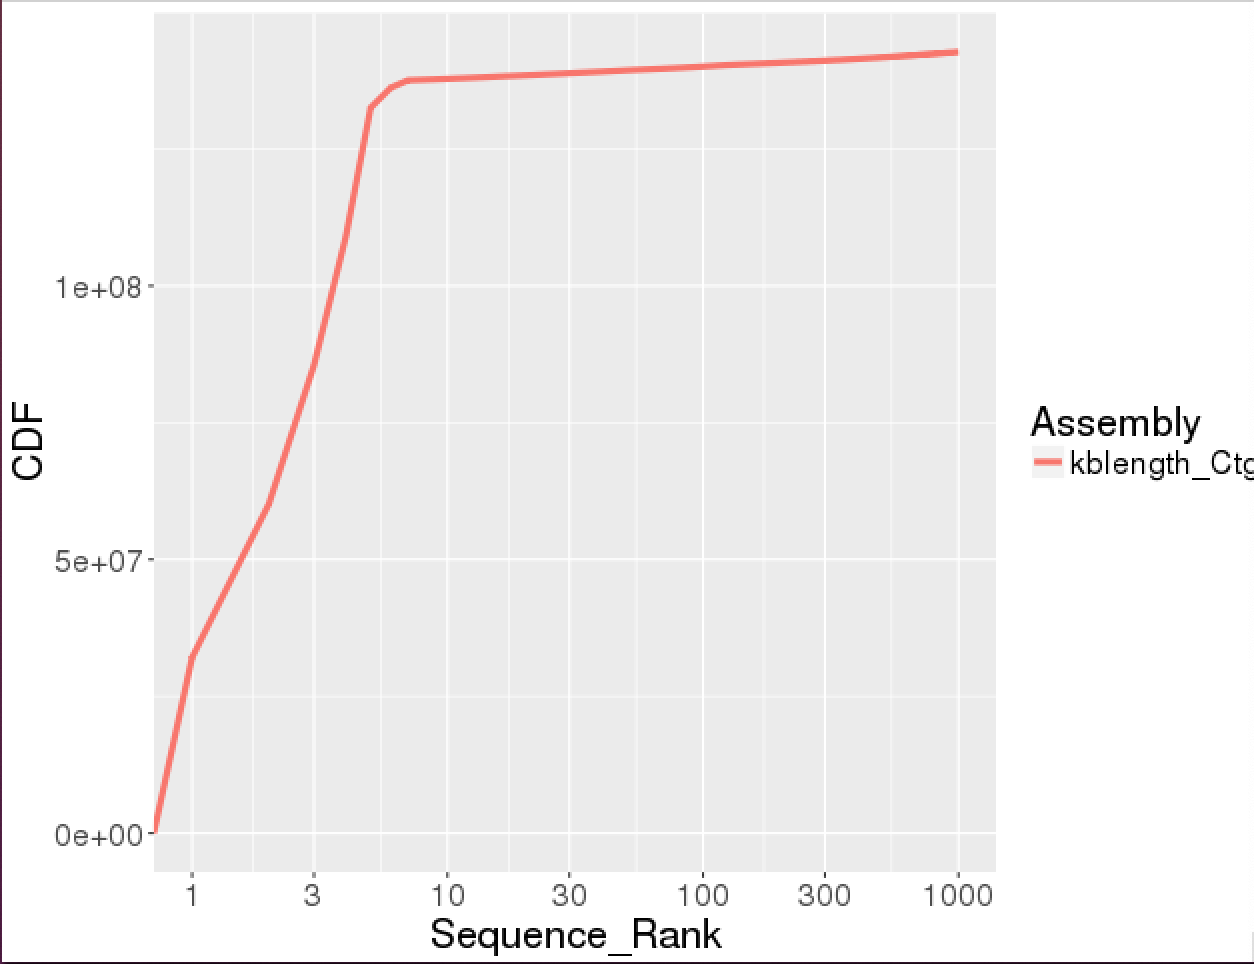 1e+08
5e+07
0e+00
1
3
10
30
100
300
1000
Sequence_Rank
CDF
Assembly
kblength_Ctg